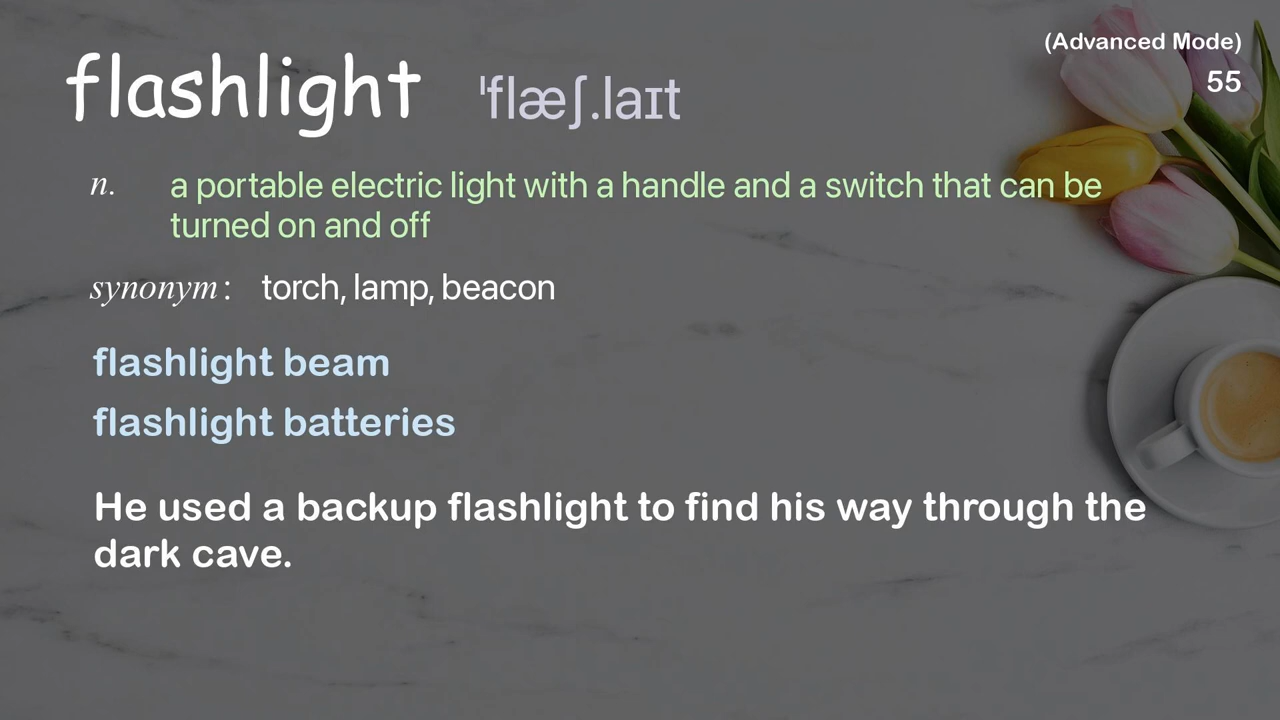 (Advanced Mode)
flashlight ˈflæʃ.laɪt
55
n. a portable electric light with a handle and a switch that can be
turned on and off
synonym: torch, lamp, beacon
flashlight beam
flashlight batteries
He used a backup flashlight to find his way through the
dark cave.